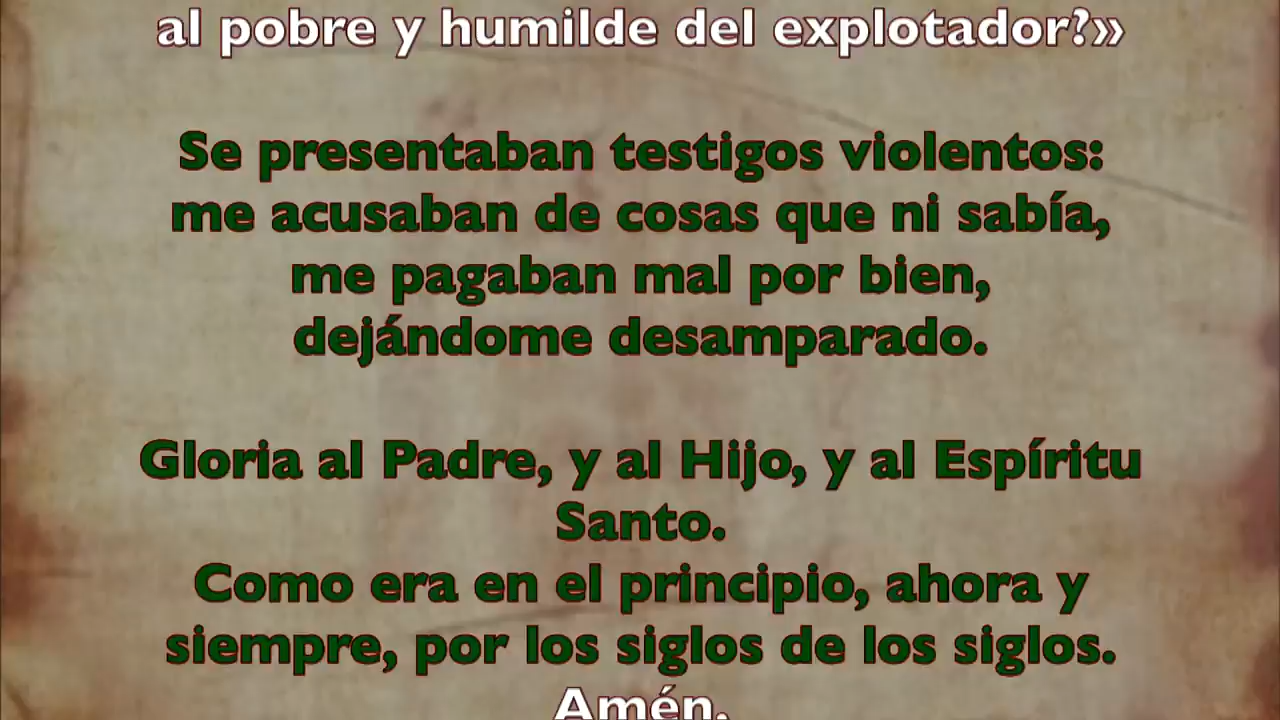 al pobre y humilde del explotador?»
Se presentaban testigos violentos:
me acusaban de cosas que ni sabía,
me pagaban mal por bien,
dejándome desamparado.
Gloria al Padre, y al Hijo, y al Espíritu
Santo.
Como era en el principio, ahora y
siempre, por los siglos de los siglos.
Amén.